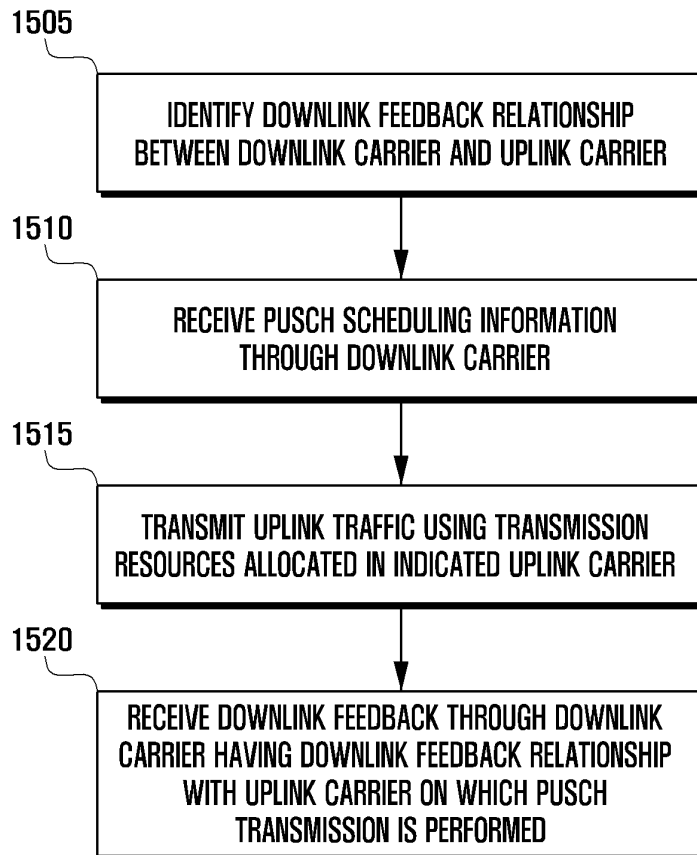 1505
IDENTIFY DOWNLINK FEEDBACK RELATIONSHIP
BETWEEN DOWNLINK CARRIER AND UPLINK CARRIER
1510
RECEIVE PUSCH SCHEDULING INFORMATION
THROUGH DOWNLINK CARRIER
1515
TRANSMIT UPLINK TRAFFIC USING TRANSMISSION
RESOURCES ALLOCATED IN INDICATED UPLINK CARRIER
1520
RECEIVE DOWNLINK FEEDBACK THROUGH DOWNLINK
CARRIER HAVING DOWNLINK FEEDBACK RELATIONSHIP
WITH UPLINK CARRIER ON WHICH PUSCH
TRANSMISSION IS PERFORMED